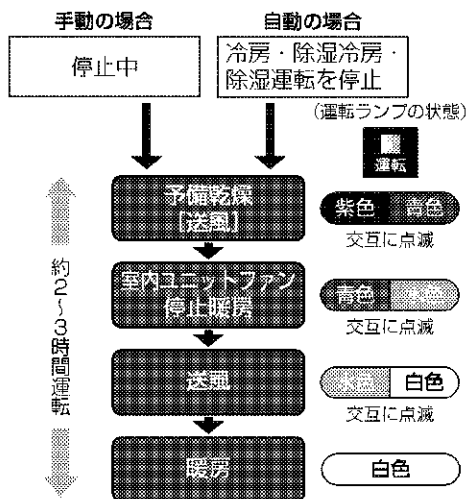 手動の場合
自動の場合
停止中
冷房・除湿冷房・
除湿運転を停止
(運転ランプの状態)
運転
予備乾燥
[送風]
紫色 青色
交互に点滅
室内ユニットファン
停止暖房
青色 水色
交互に点滅
送風
水色 白色
交互に点滅
暖房
白色
約2～3時間運転